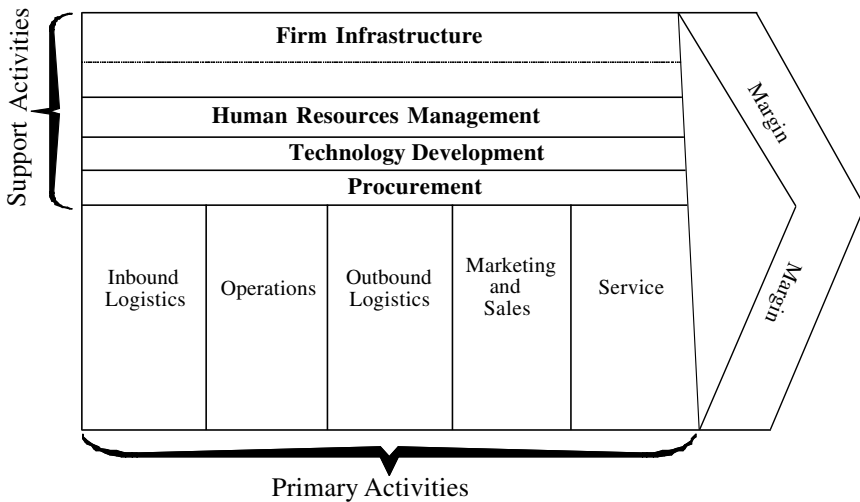 Support Activities
Firm Infrastructure
Human Resources Management
Technology Development
Procurement
Margin
Inbound
Logistics
Operations
Outbound
Logistics
Marketing
and
Sales
Service
Margin
Primary Activities